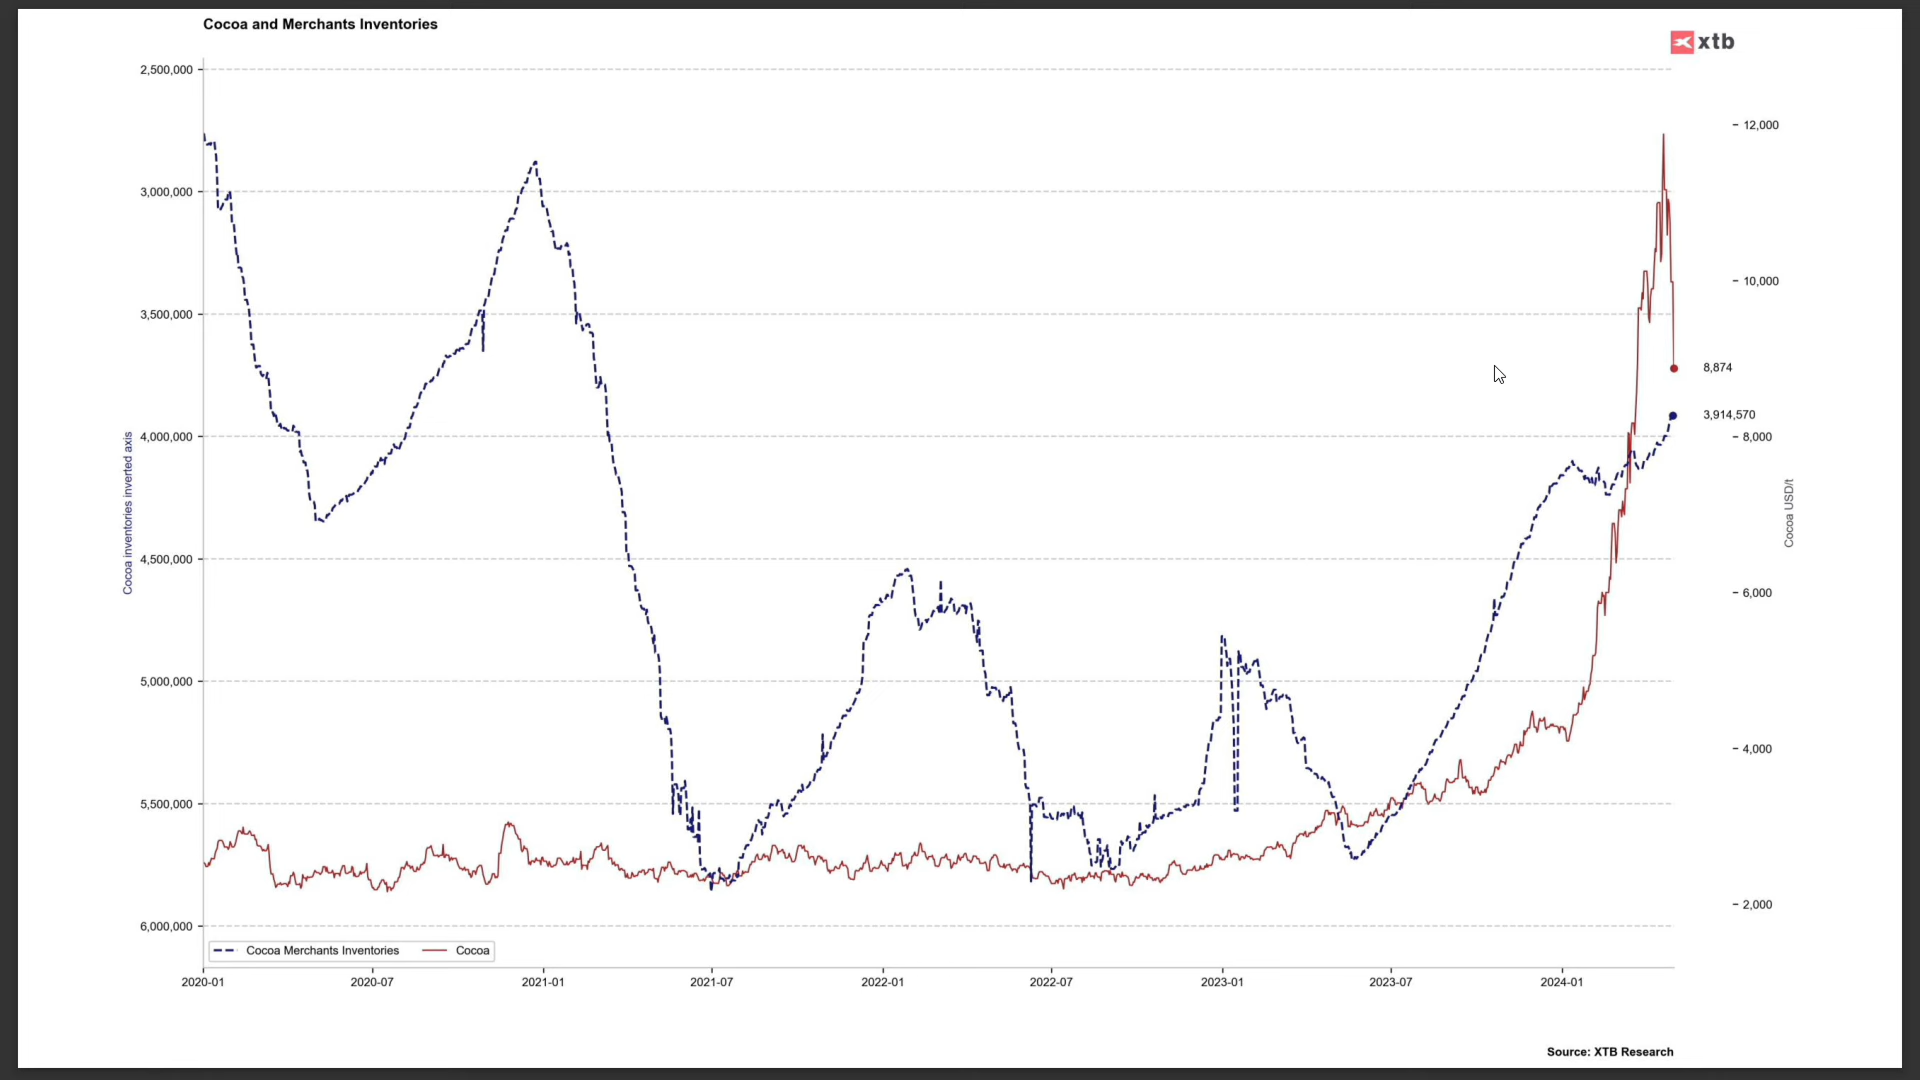 Cocoa and Merchants Inventories
xtb
2,500,000
3,000,000
3,500,000
4,000,000
4,500,000
5,000,000
5,500,000
6,000,000
Cocoa inventories inverted axis
12,000
10,000
8,874
3,914,570
8,000
6,000
4,000
2,000
Cocoa USD/t
Cocoa Merchants Inventories Cocoa
2020-01 2020-07 2021-01 2021-07 2022-01 2022-07 2023-01 2023-07 2024-01
Source: XTB Research